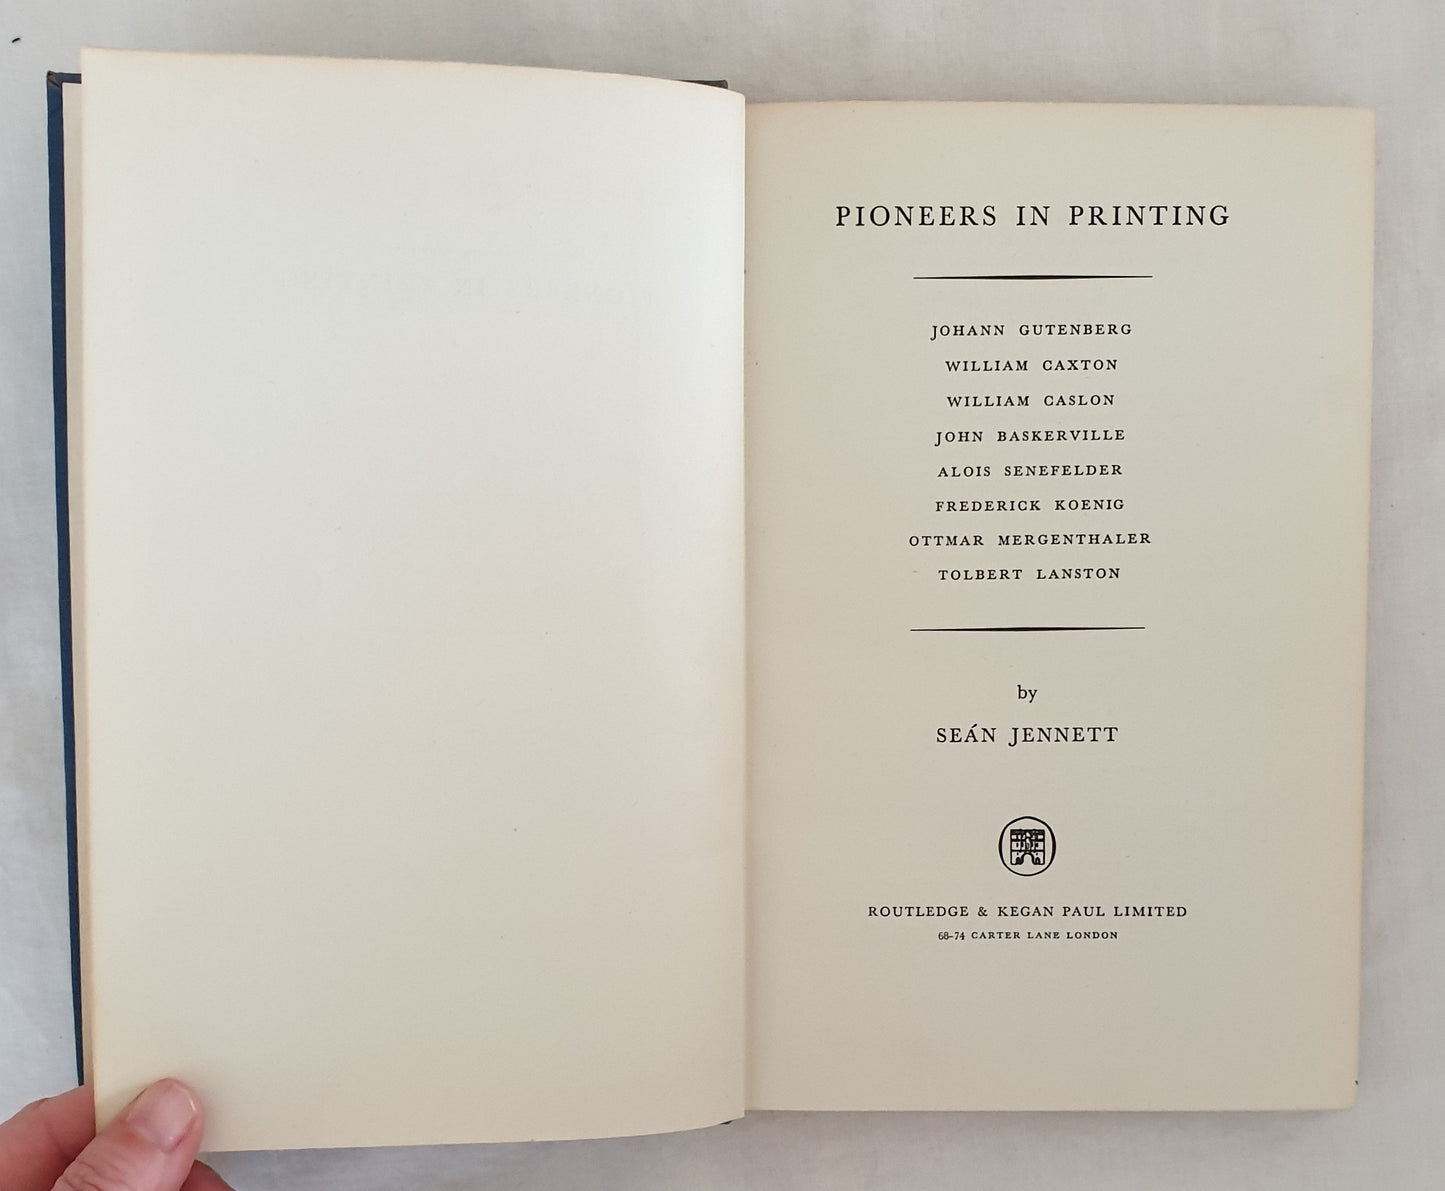 PIONEERS IN PRINTING
JOHANN GUTENBERG
WILLIAM CAXTON
WILLIAM CASLON
JOHN BASKERVILLE
ALOIS SENEFELDER
FREDERICK KOENIG
OTTMAR MERGENTHALER
TOLBERT LANSTON
by
SEÁN JENNETT
ROUTLEDGE & KEGAN PAUL LIMITED
68–74 CARTER LANE LONDON